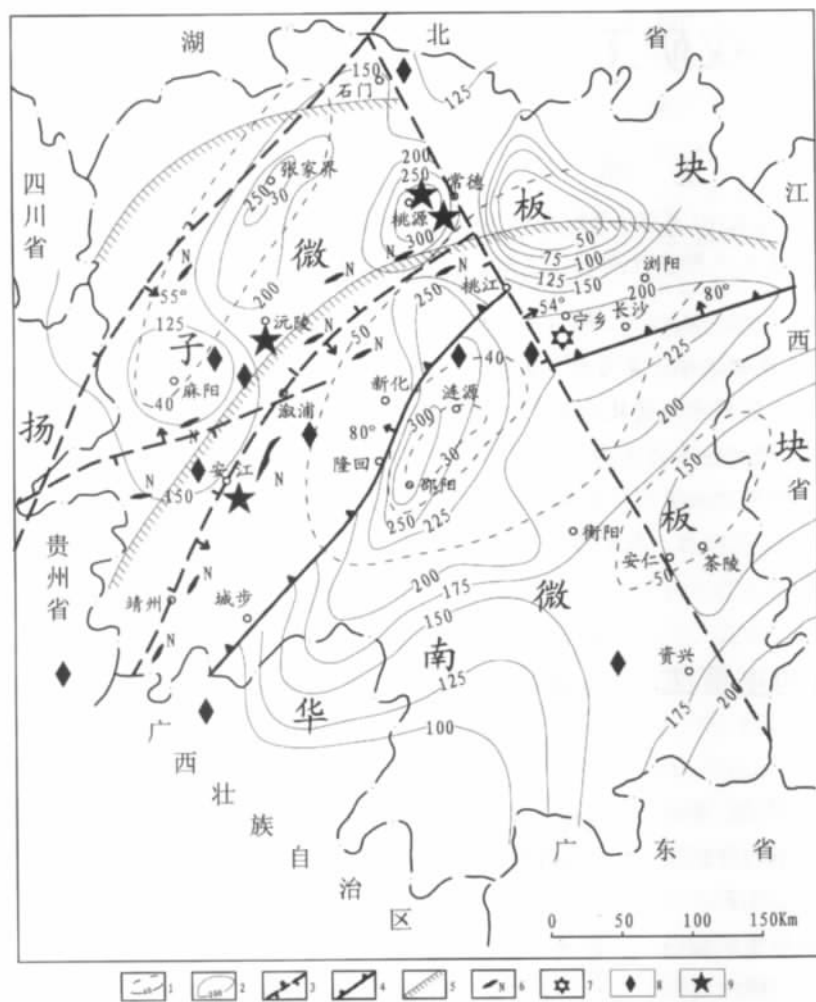 湖 北 省
150
石门
125
四川省
张家界
250
30
200
250
常德
桃源
300
板
块
江
50
75
100
125
150
浏阳
微
N
N
250
桃江
200
54°
宁乡
长沙
80°
55°
200
沅陵
N
50
125
子
N
40
225
西
麻阳
40
新化
涟源
200
扬
溆浦
300
N
80°
N
安江
隆回
30
150
块
省
N
150
邵阳
250
225
板
衡阳
安仁
茶陵
贵州省
50
靖州
N
城步
200
175
微
150
南
资兴
N
125
175
200
华
100
广西壮族自治区
广 东 省
0 50 100 150Km
40 1
200 2
3
4
5
N 6
7
8
9